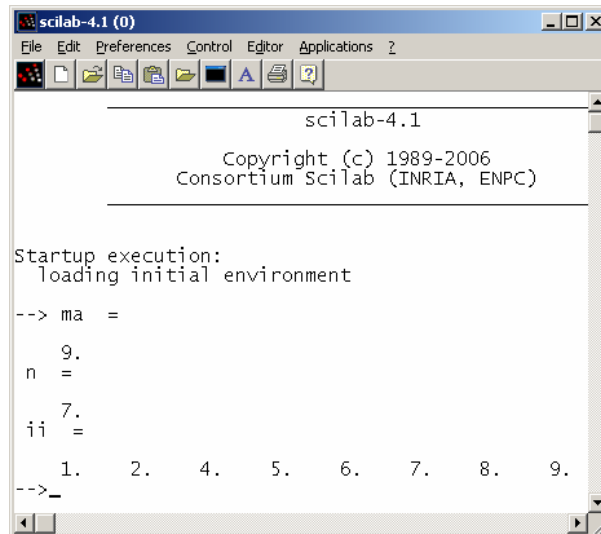 scilab-4.1 (0)
File Edit Preferences Control Editor Applications ?
scilab-4.1
Copyright (c) 1989-2006
Consortium Scilab (INRIA, ENPC)
Startup execution:
loading initial environment
--> ma =
9.
n =
7.
ii =
1. 2. 4. 5. 6. 7. 8. 9.
-->_